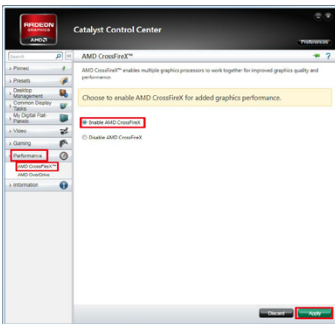 RADEON
GRAPHICS
AMD
Catalyst Control Center
Preferences
Search
AMD CrossFireX™
?
Pinned
Presets
Desktop
Management
Common Display
Tasks
My Digital Flat-
Panels
Video
Gaming
Performance
AMD CrossFireX™
AMD OverDrive
Information
AMD CrossFireX™ enables multiple graphics processors to work together for improved graphics quality and
performance.
Choose to enable AMD CrossFireX for added graphics performance.
Enable AMD CrossFireX
Disable AMD CrossFireX
Discard
Apply